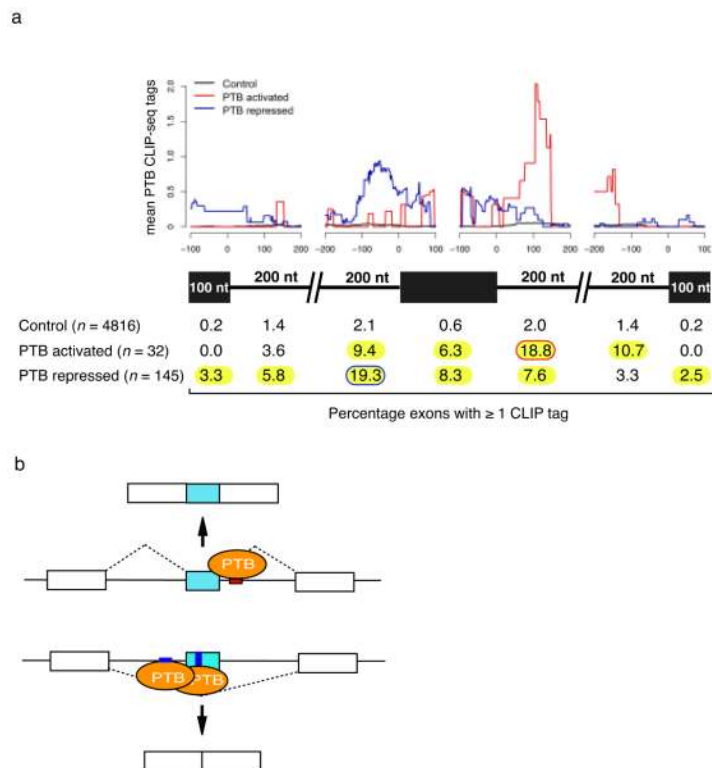 a
Control
PTB activated
PTB repressed
mean PTB CLIP-seq tags
2.0
1.5
1.0
0.5
0
−100 0 100 200 −200 −100 0 100 −100 0 100 200 −200 −100 0 100
100 nt 200 nt 200 nt 200 nt 200 nt 100 nt
Control (n = 4816) 0.2 1.4 2.1 0.6 2.0 1.4 0.2
PTB activated (n = 32) 0.0 3.6 9.4 6.3 18.8 10.7 0.0
PTB repressed (n = 145) 3.3 5.8 19.3 8.3 7.6 3.3 2.5
Percentage exons with ≥ 1 CLIP tag
b
PTB
PTB PTB